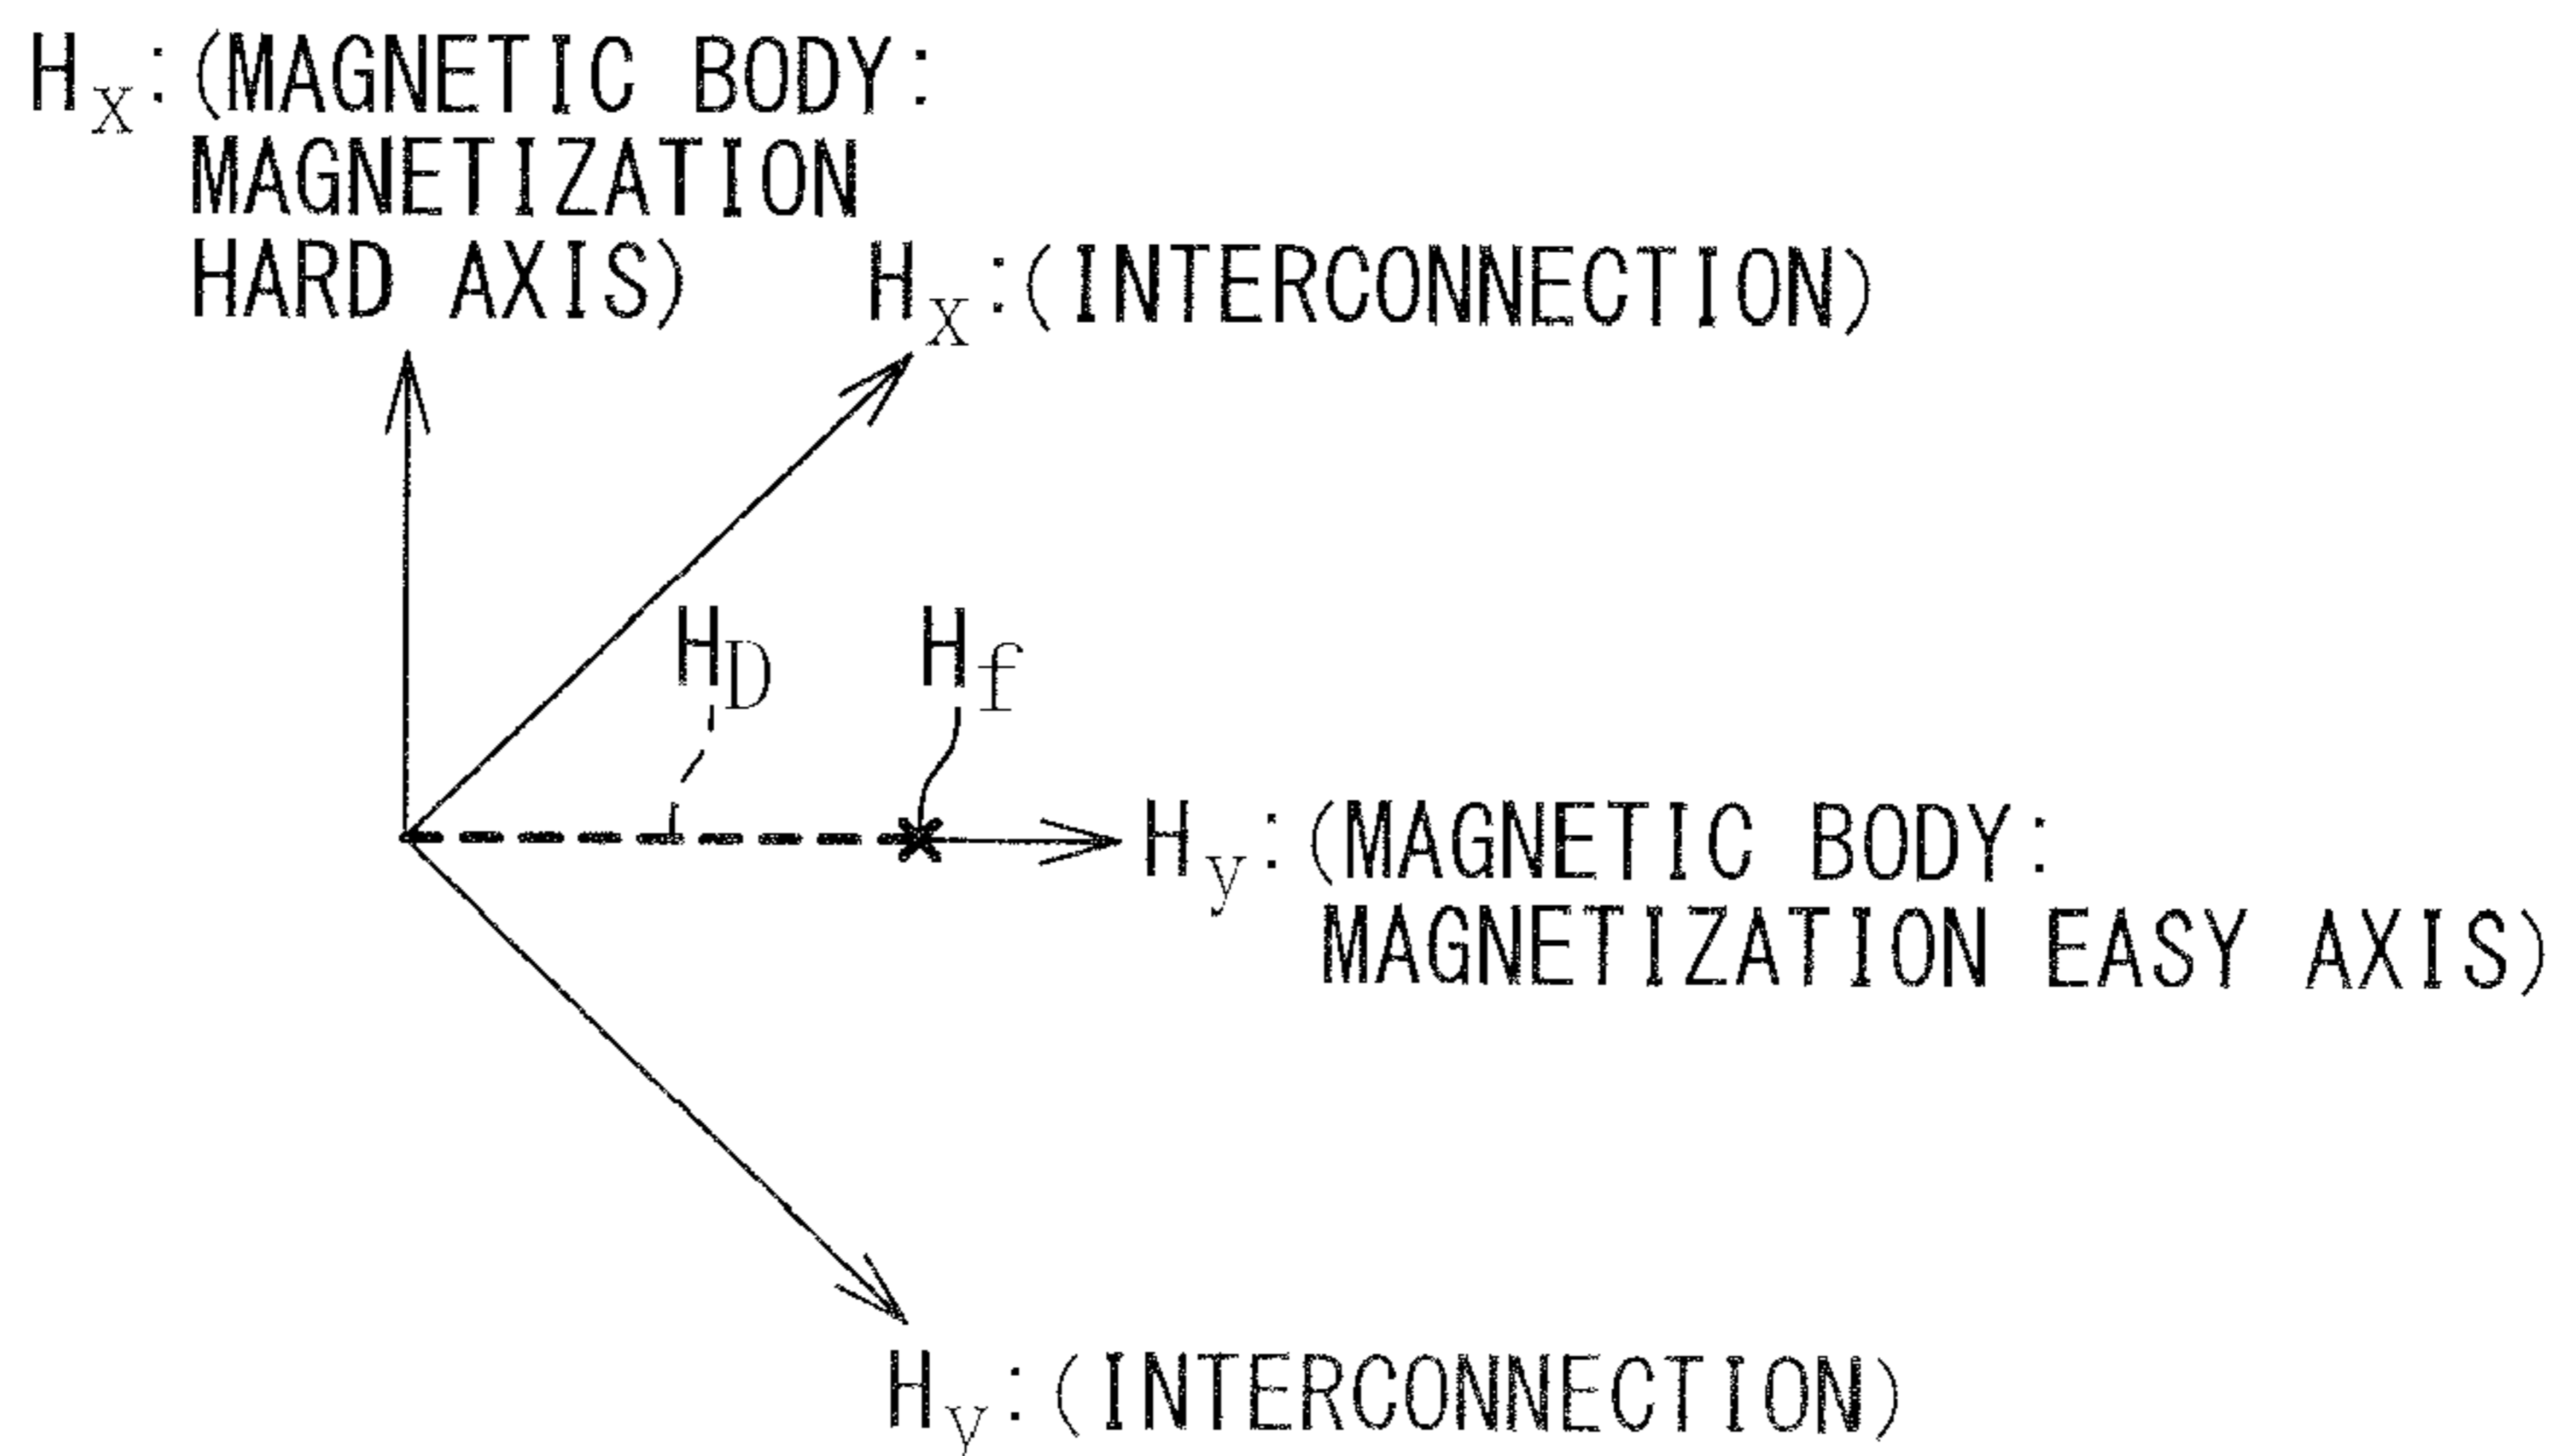 Hx:(MAGNETIC BODY:
MAGNETIZATION
HARD AXIS)
Hx:(INTERCONNECTION)
HD
Hf
Hy:(MAGNETIC BODY:
MAGNETIZATION EASY AXIS)
Hy:(INTERCONNECTION)